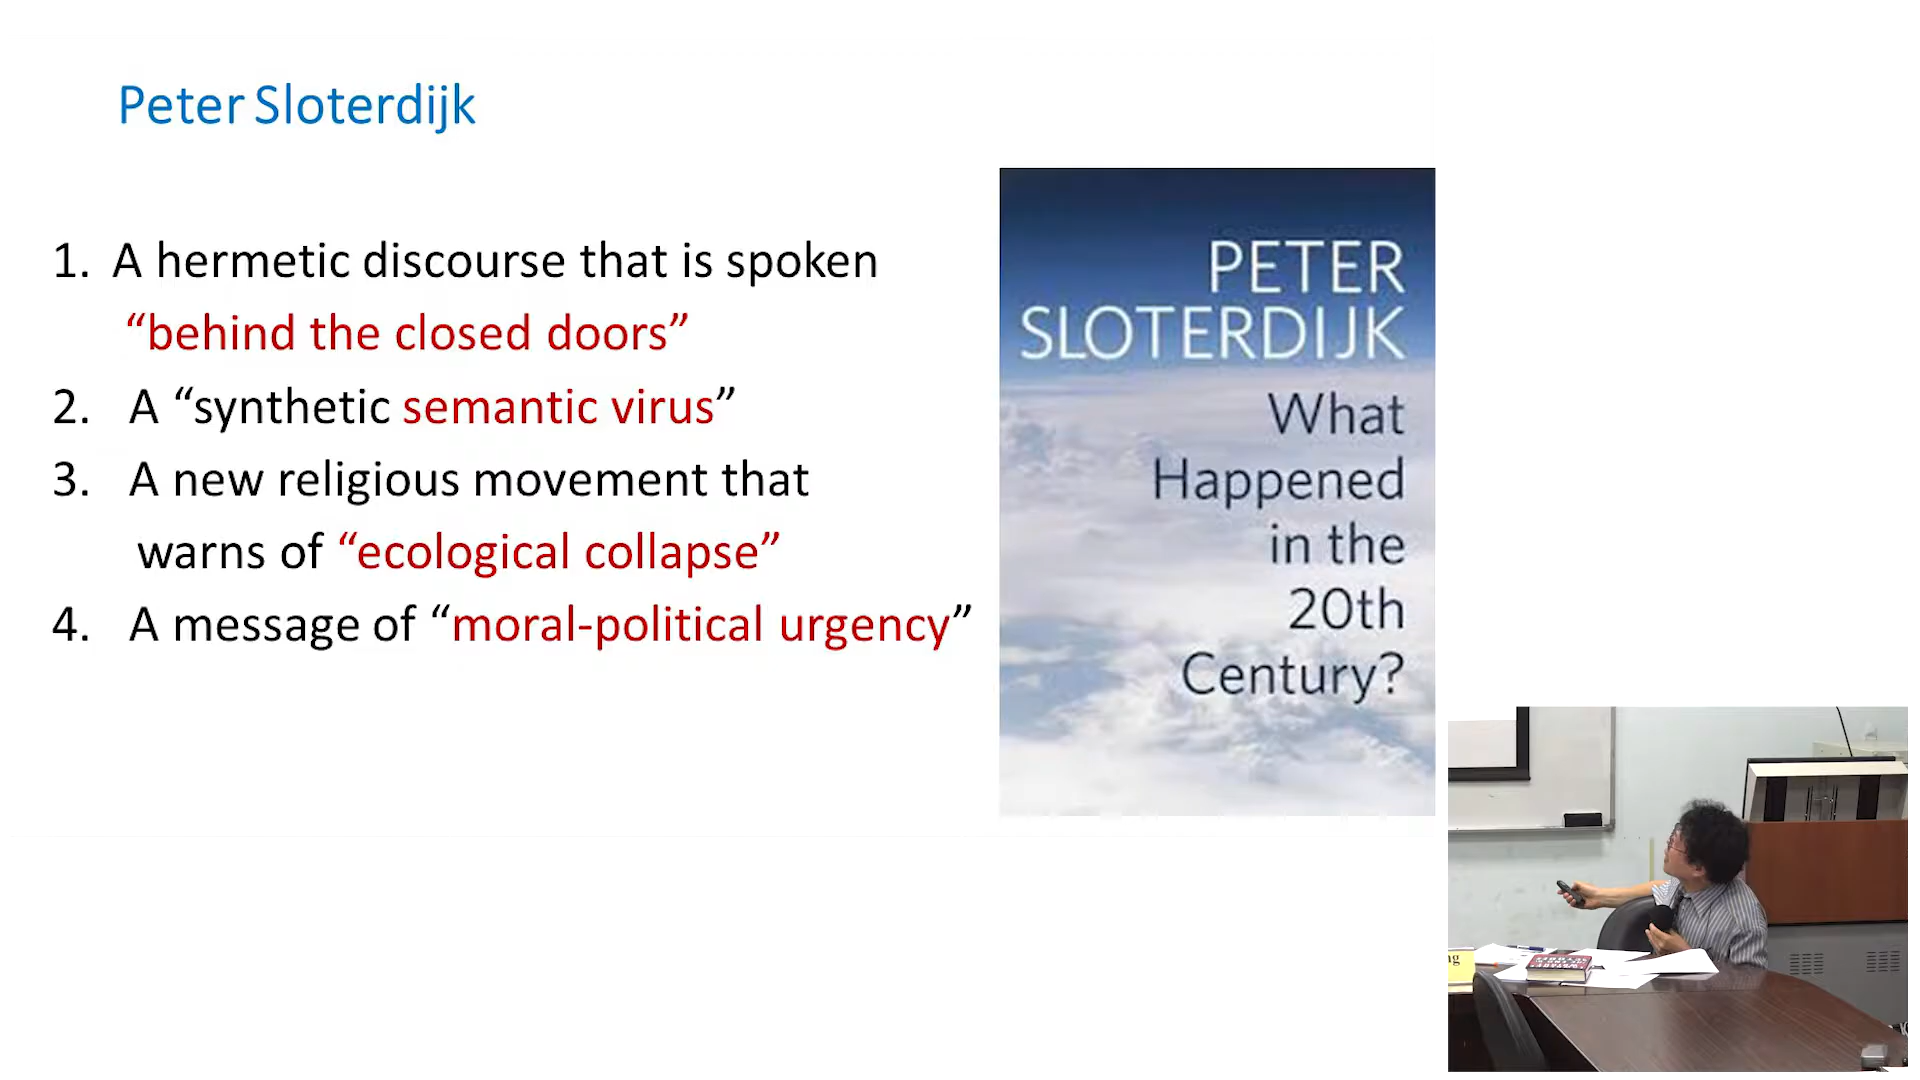 Peter Sloterdijk
1. A hermetic discourse that is spoken
“behind the closed doors”
2. A “synthetic semantic virus”
3. A new religious movement that
warns of “ecological collapse”
4. A message of “moral-political urgency”
PETER
SLOTERDIJK
What
Happened
in the
20th
Century?
ng